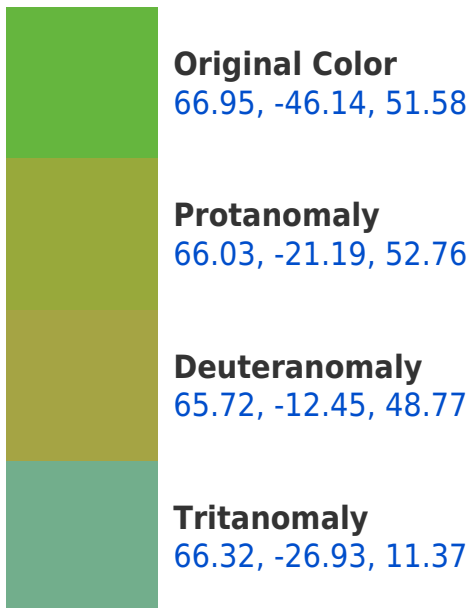 Original Color
66.95, -46.14, 51.58
Protanomaly
66.03, -21.19, 52.76
Deuteranomaly
65.72, -12.45, 48.77
Tritanomaly
66.32, -26.93, 11.37